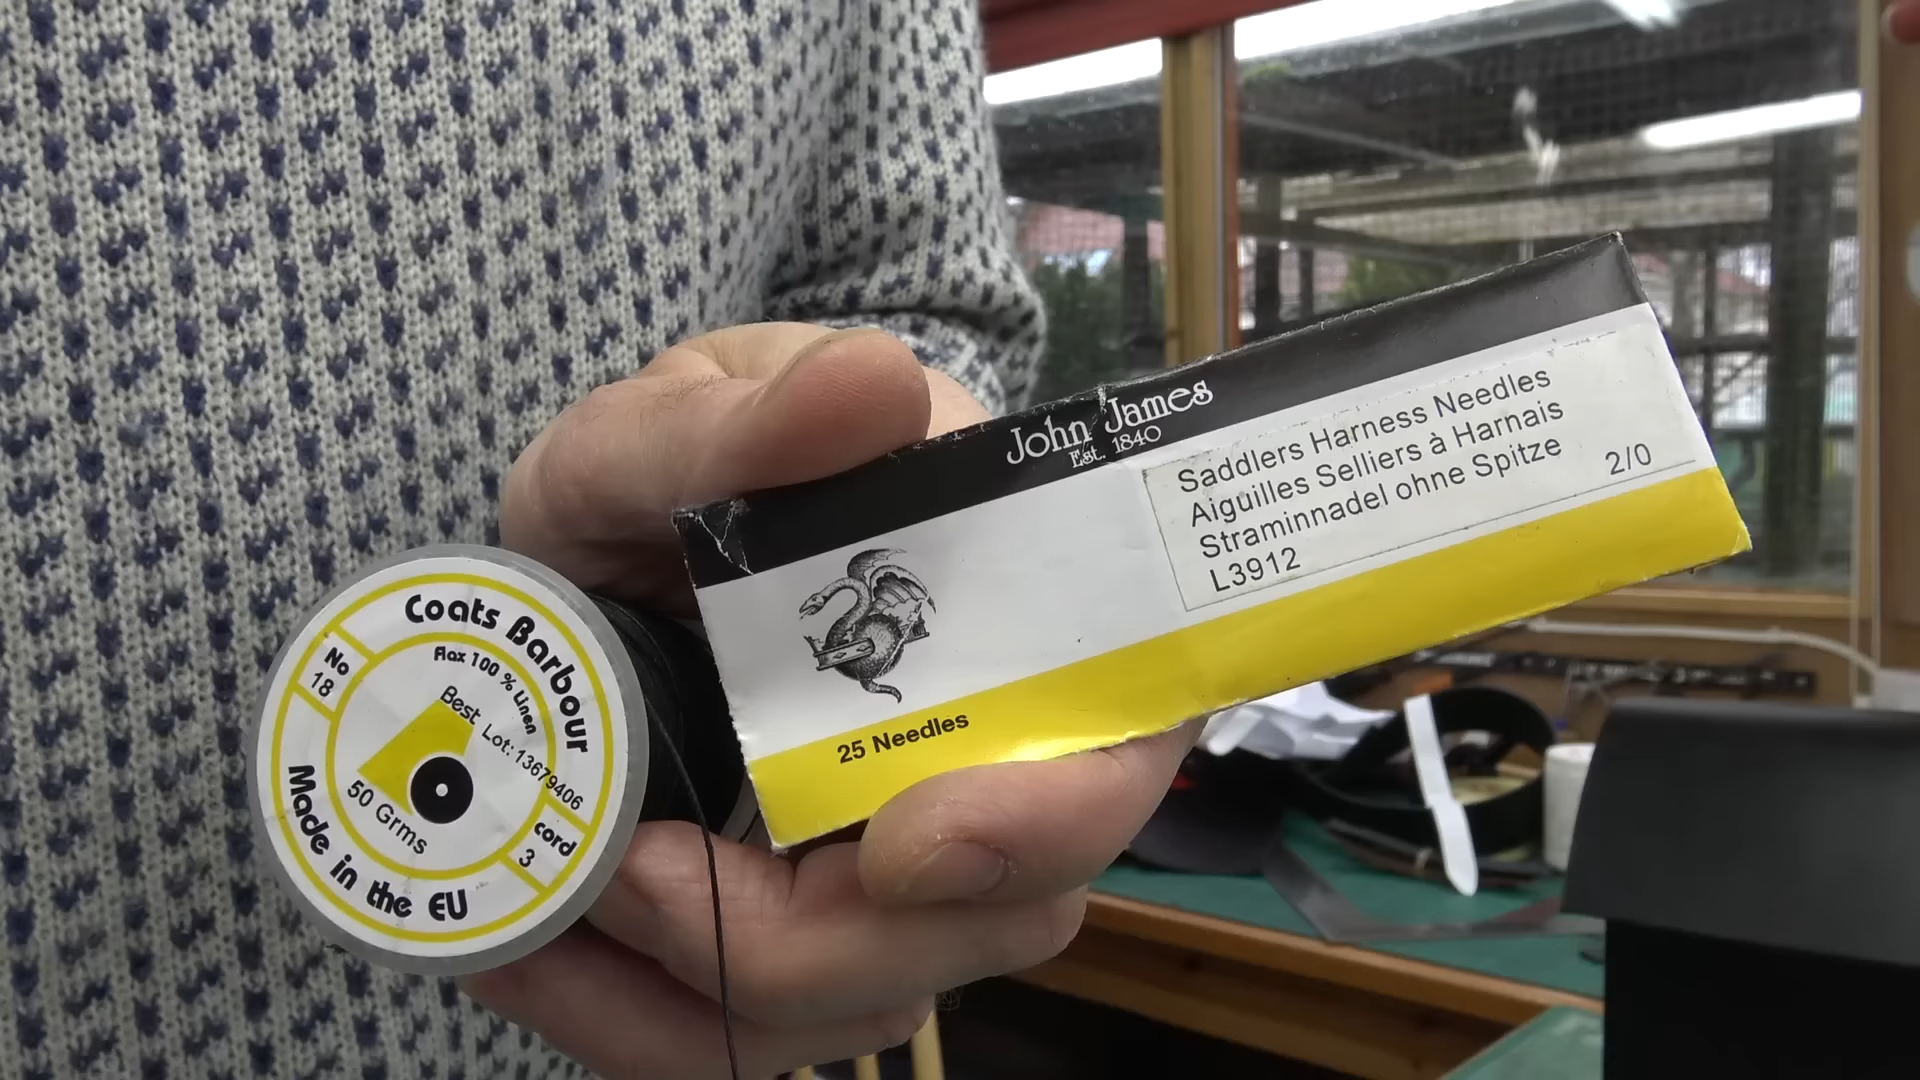 Coats Barbour
Flax 100 % Linen
No
18
Best Lot: 13679406
50 Grms
cord
3
Made in the EU
John James
Est. 1840
Saddlers Harness Needles
Aiguilles Selliers à Harnais
Straminnadel ohne Spitze
L3912
2/0
25 Needles